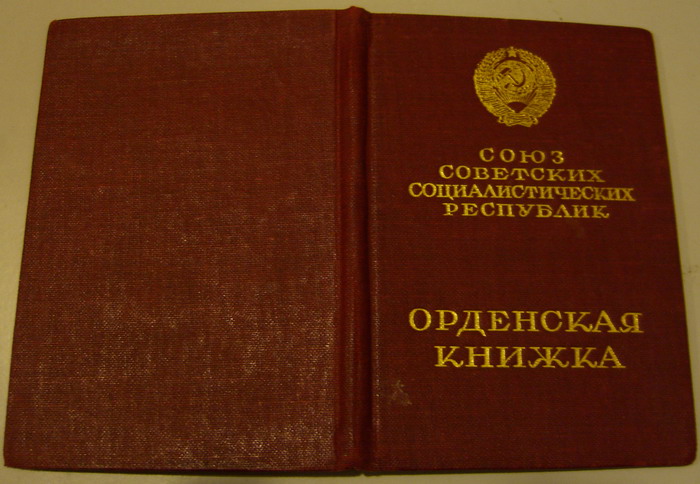 СОЮЗ
СОВЕТСКИХ
СОЦИАЛИСТИЧЕСКИХ
РЕСПУБЛИК
ОРДЕНСКАЯ
КНИЖКА